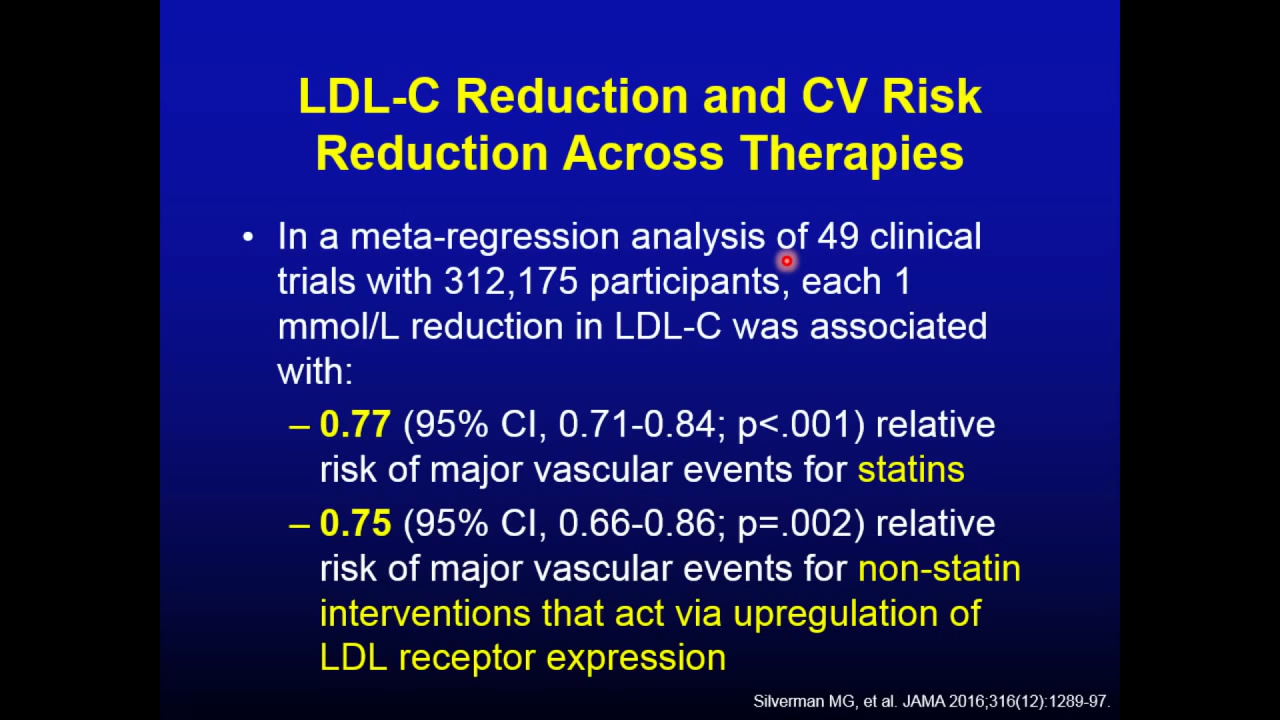 LDL-C Reduction and CV Risk
Reduction Across Therapies
• In a meta-regression analysis of 49 clinical
trials with 312,175 participants, each 1
mmol/L reduction in LDL-C was associated
with:
– 0.77 (95% CI, 0.71-0.84; p<.001) relative
risk of major vascular events for statins
– 0.75 (95% CI, 0.66-0.86; p=.002) relative
risk of major vascular events for non-statin
interventions that act via upregulation of
LDL receptor expression
Silverman MG, et al. JAMA 2016;316(12):1289-97.